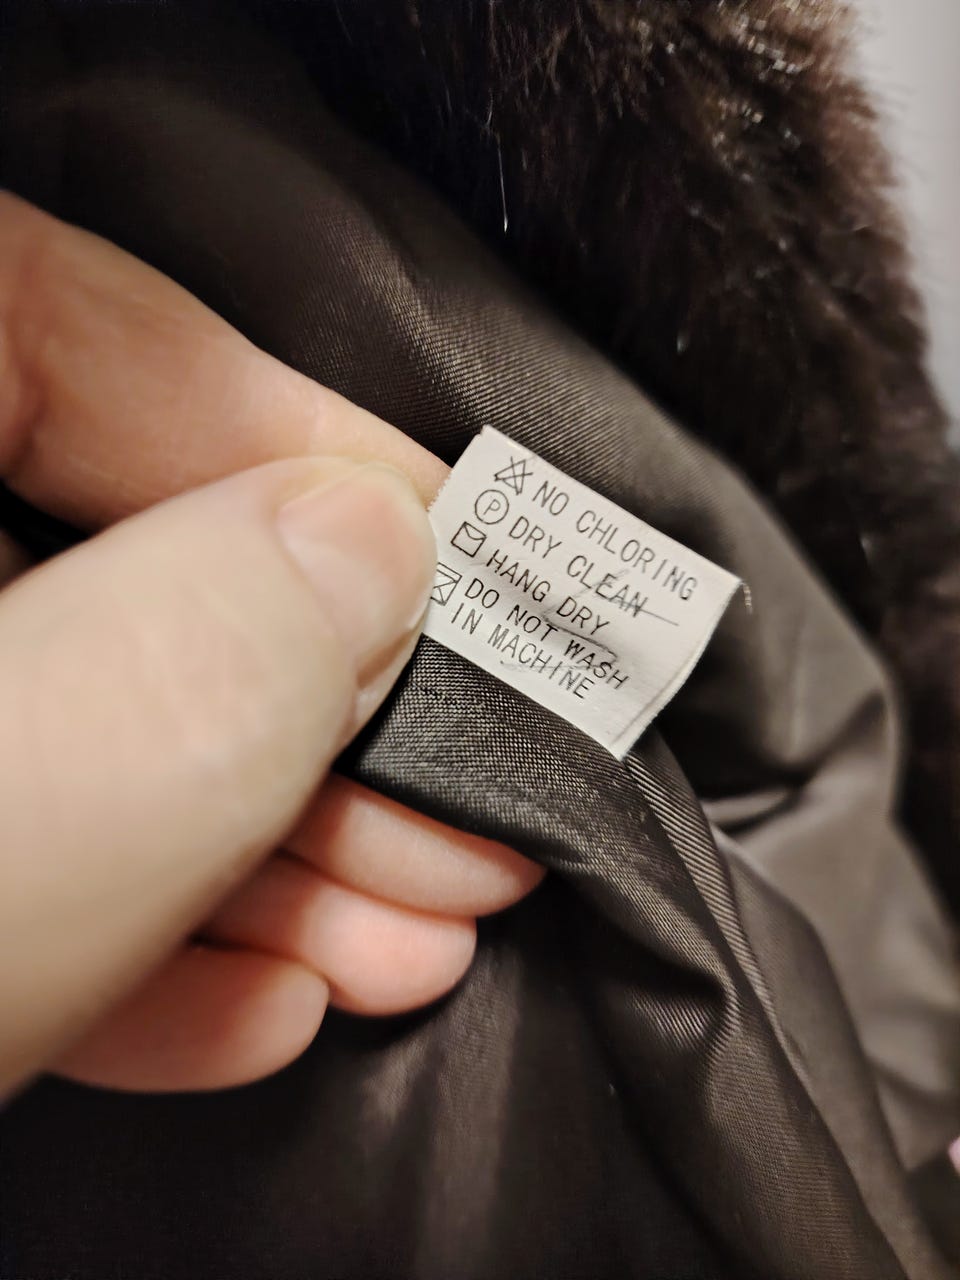 NO CHLORING
P DRY CLEAN
HANG DRY
DO NOT WASH
IN MACHINE